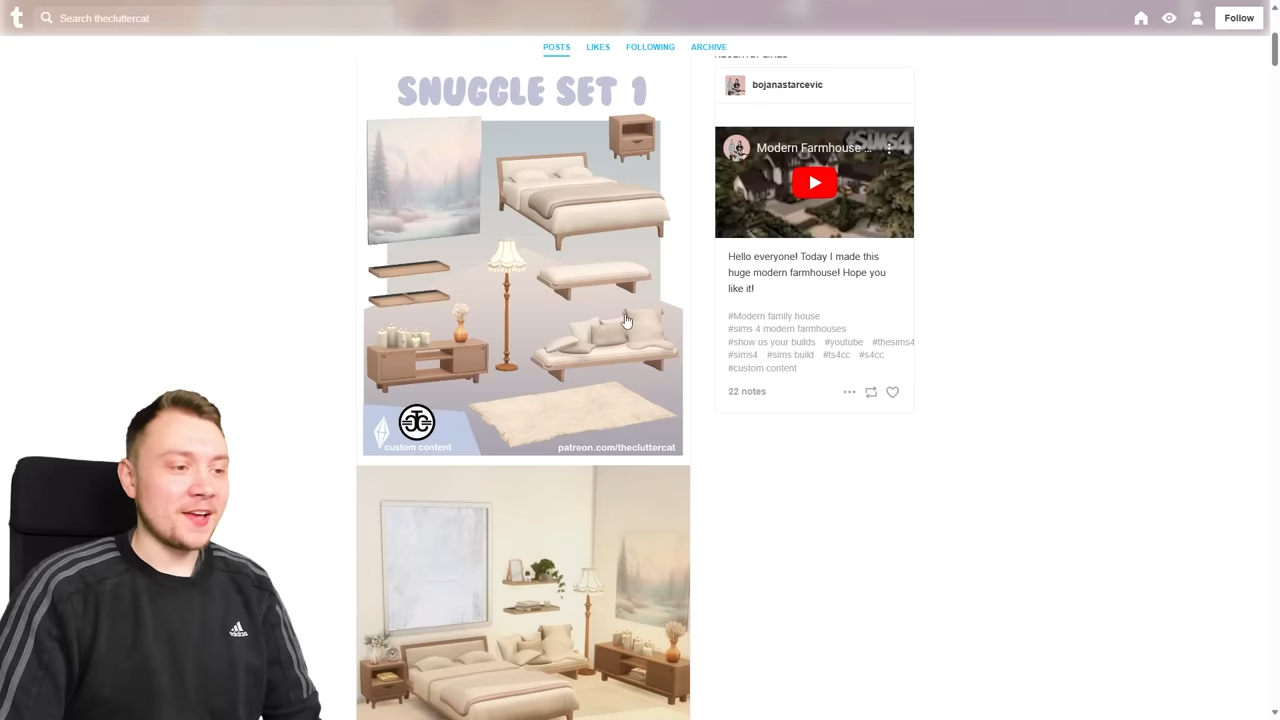 t
Search thecluttercat
Follow
POSTS LIKES FOLLOWING ARCHIVE
SNUGGLE SET 1
custom content
patreon.com/thecluttercat
bojanastarcevic
Modern Farmhouse ...
SIMS4
Hello everyone! Today I made this
huge modern farmhouse! Hope you
like it!
#Modern family house
#sims 4 modern farmhouses
#show us your builds #youtube #thesims4
#sims4 #sims build #ts4cc #s4cc
#custom content
22 notes
adidas